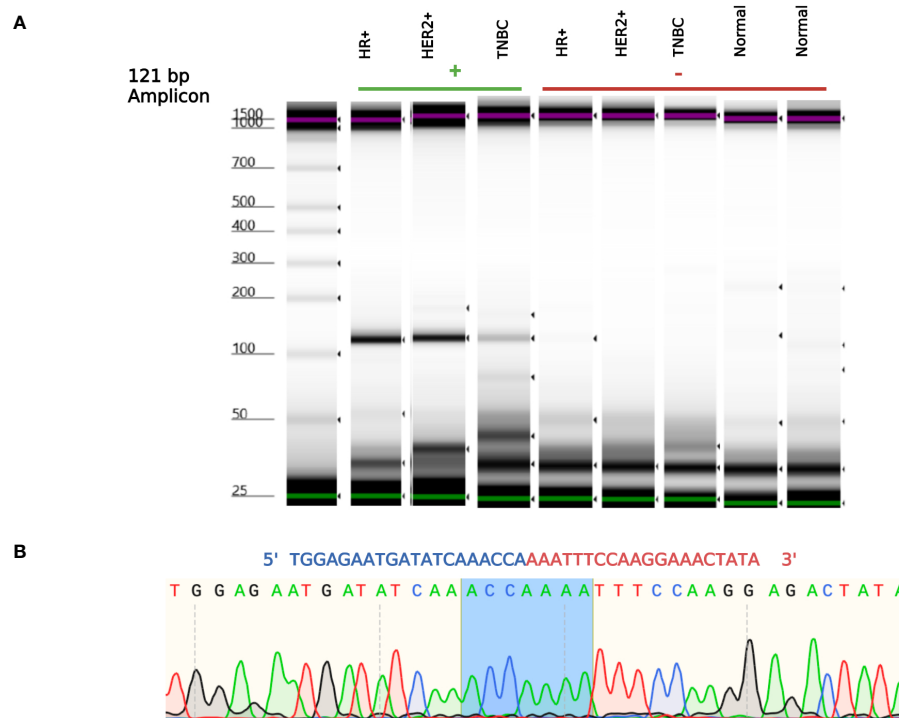 A
HR+ HER2+ TNBC HR+ HER2+ TNBC Normal Normal
+ -
121 bp
Amplicon
1500
1000
700
500
400
300
200
100
50
25
B
5' TGGAGAATGATATCAAACCAAAATTTCCAAGGAAACTATA 3'
T G G A G A A T G A T A T C A A A C C A A A A T T T C C A A G G A G A C T A T A